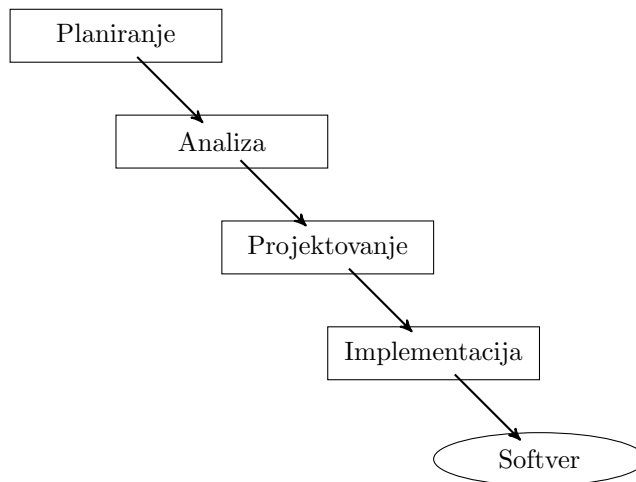 Planiranje
Analiza
Projektovanje
Implementacija
Softver